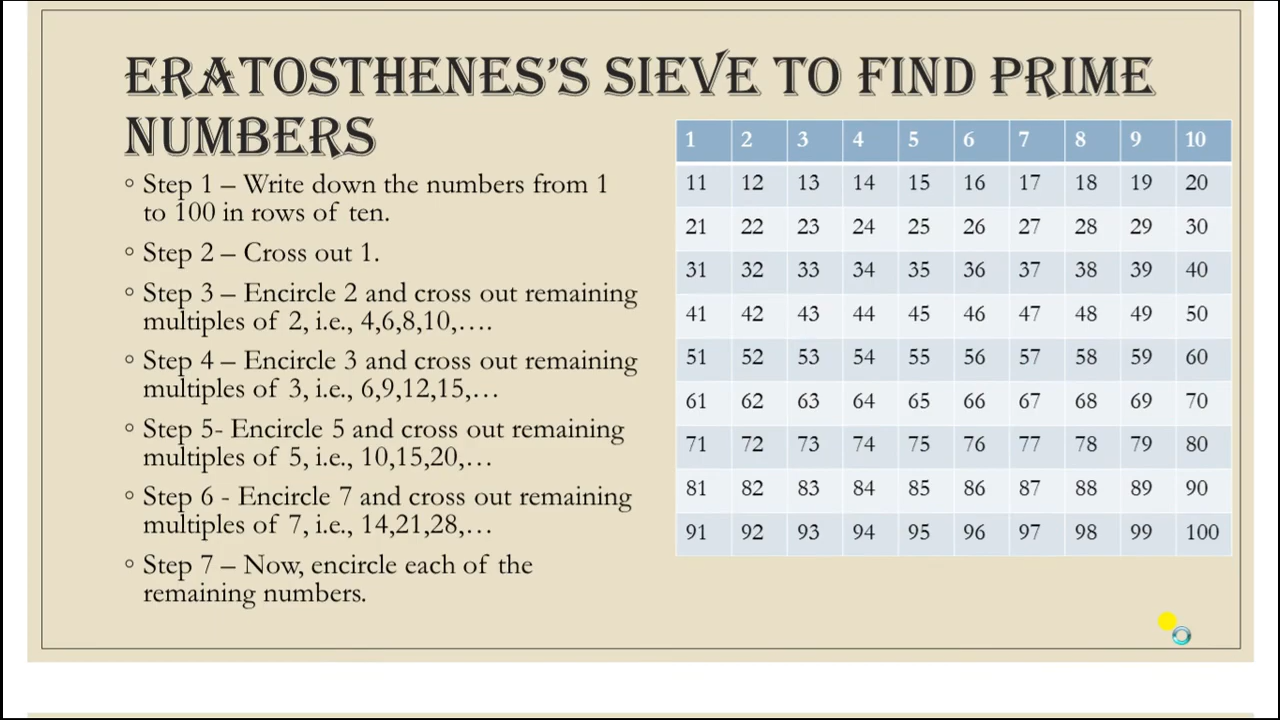 ERATOSTHENES'S SIEVE TO FIND PRIME
NUMBERS
◦ Step 1 – Write down the numbers from 1
to 100 in rows of ten.
◦ Step 2 – Cross out 1.
◦ Step 3 – Encircle 2 and cross out remaining
multiples of 2, i.e., 4,6,8,10,….
◦ Step 4 – Encircle 3 and cross out remaining
multiples of 3, i.e., 6,9,12,15,…
◦ Step 5- Encircle 5 and cross out remaining
multiples of 5, i.e., 10,15,20,…
◦ Step 6 - Encircle 7 and cross out remaining
multiples of 7, i.e., 14,21,28,…
◦ Step 7 – Now, encircle each of the
remaining numbers.
1 2 3 4 5 6 7 8 9 10
11 12 13 14 15 16 17 18 19 20
21 22 23 24 25 26 27 28 29 30
31 32 33 34 35 36 37 38 39 40
41 42 43 44 45 46 47 48 49 50
51 52 53 54 55 56 57 58 59 60
61 62 63 64 65 66 67 68 69 70
71 72 73 74 75 76 77 78 79 80
81 82 83 84 85 86 87 88 89 90
91 92 93 94 95 96 97 98 99 100